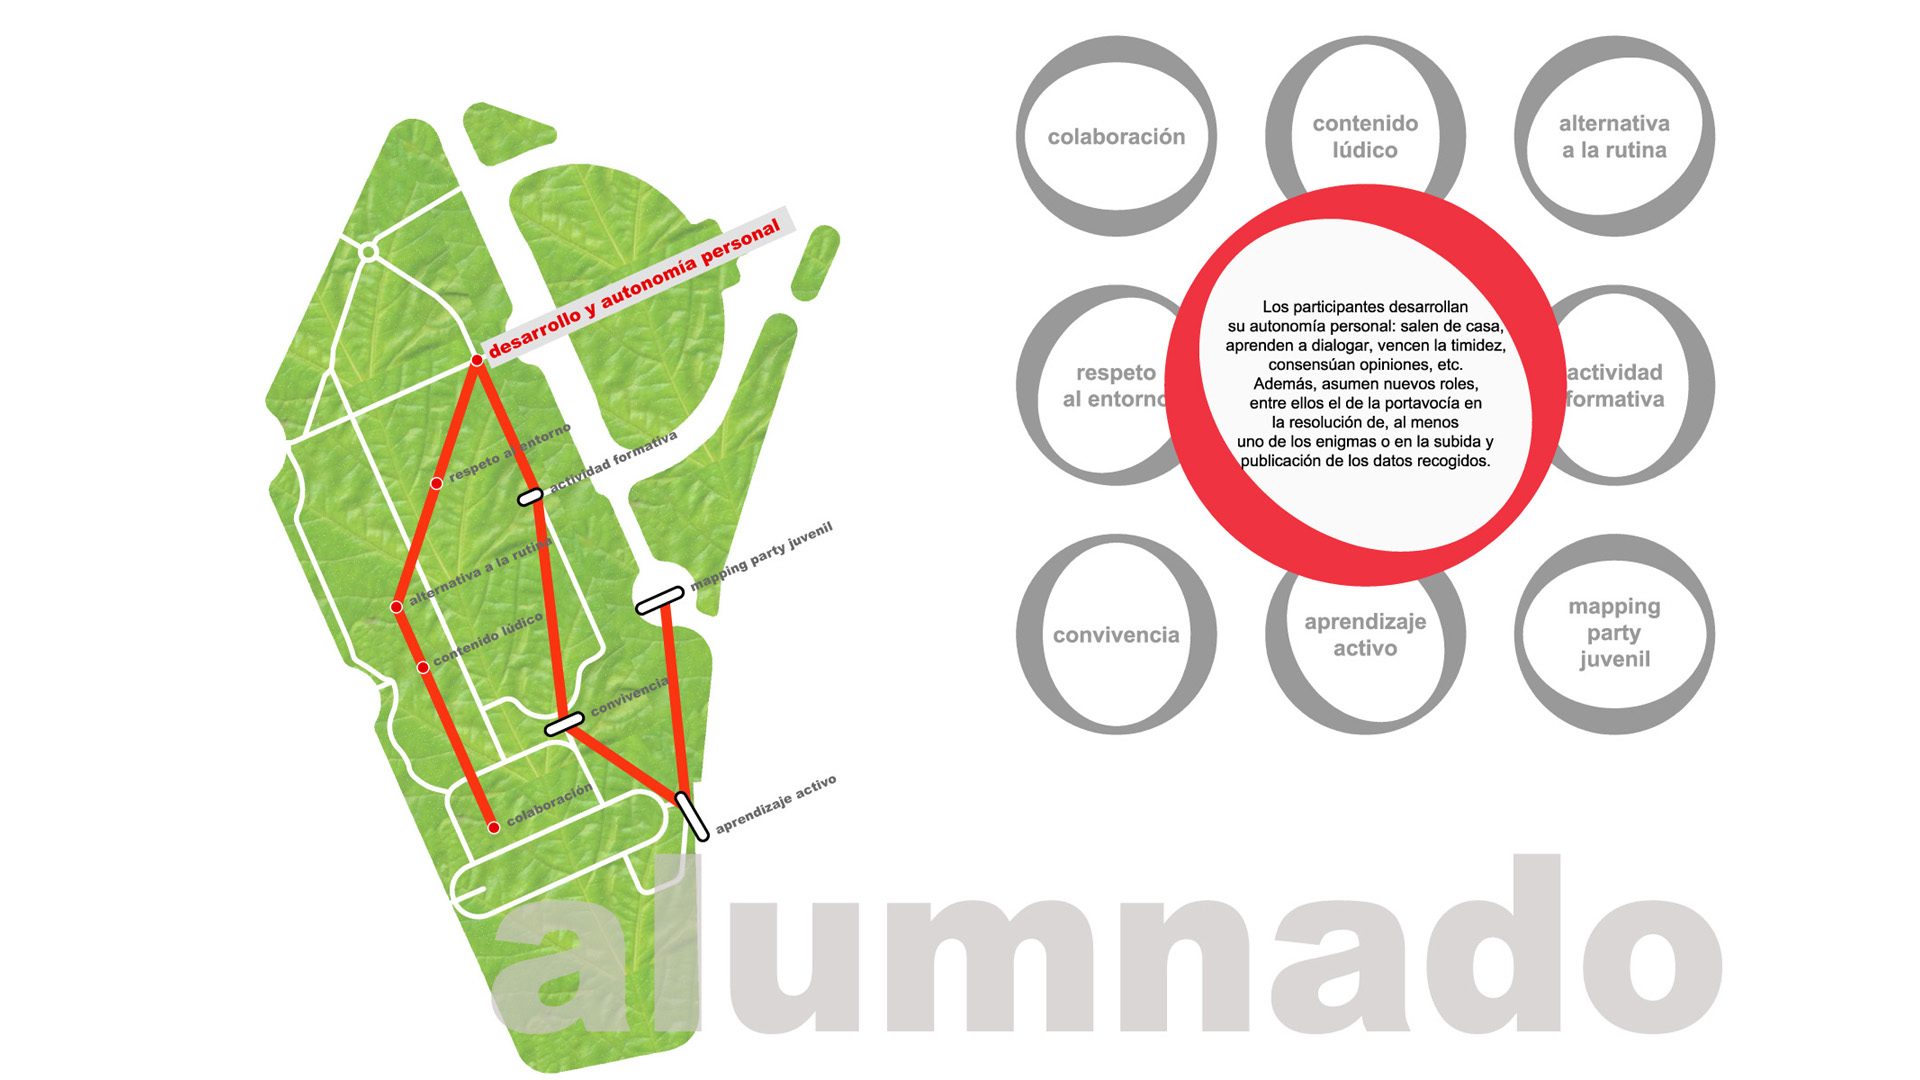 desarrollo y autonomía personal
respeto al entorno
actividad formativa
alternativa a la rutina
mapping party juvenil
contenido lúdico
convivencia
colaboración
aprendizaje activo
colaboración
contenido
lúdico
alternativa
a la rutina
respeto
al entorno
Los participantes desarrollan
su autonomía personal: salen de casa,
aprenden a dialogar, vencen la timidez,
consensúan opiniones, etc.
Además, asumen nuevos roles,
entre ellos el de la portavocía en
la resolución de, al menos
uno de los enigmas o en la subida y
publicación de los datos recogidos.
actividad
formativa
convivencia
aprendizaje
activo
mapping
party
juvenil
alumnado